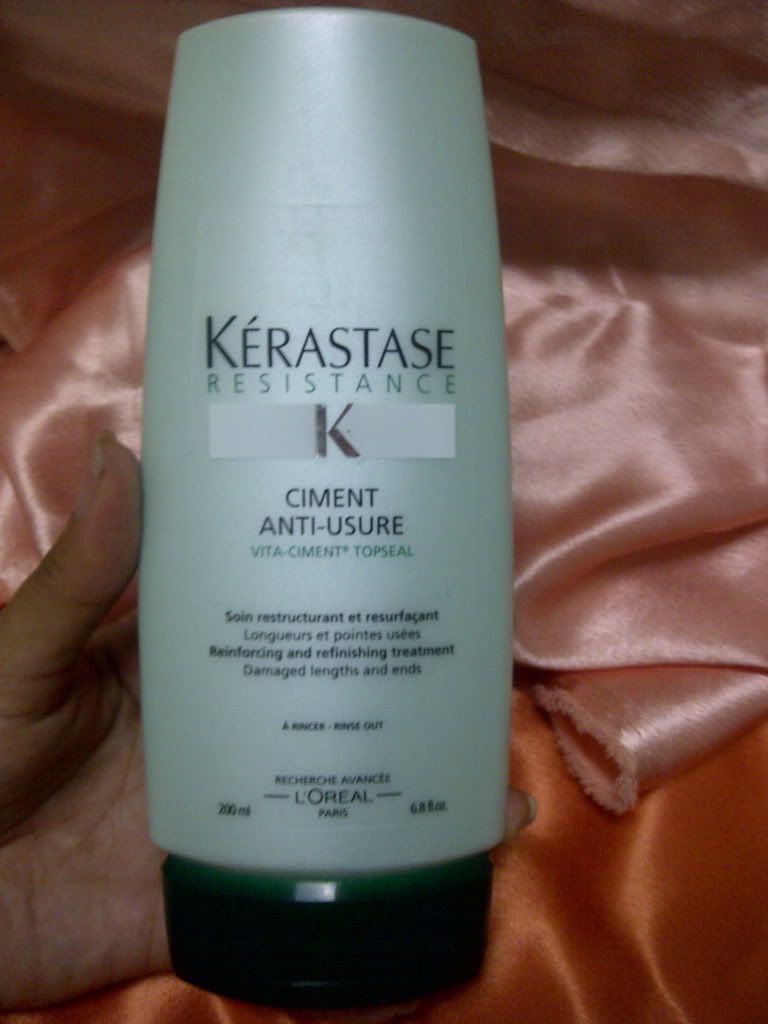 KÉRASTASE
RESISTANCE
K
CIMENT
ANTI-USURE
VITA-CIMENT® TOPSEAL
Soin restructurant et resurfaçant
Longueurs et pointes usées
Reinforcing and refinishing treatment
Damaged lengths and ends
À RINCER - RINSE OUT
RECHERCHE AVANCÉE
L'ORÉAL
PARIS
200 ml
6.8 fl.oz.